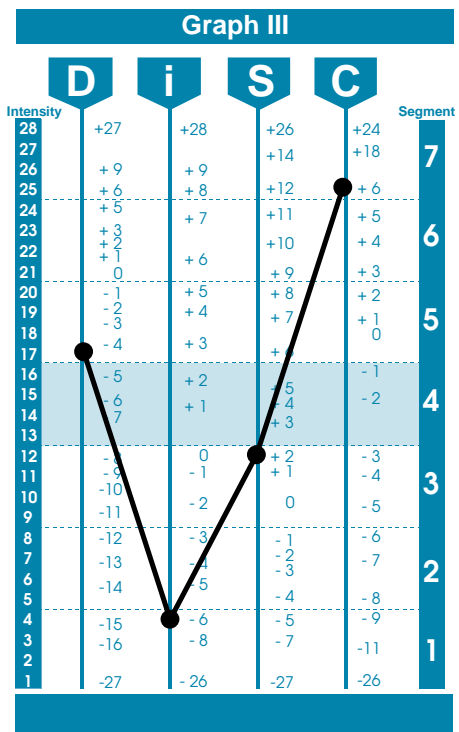 Graph III
D i S C
Intensity Segment
28 +27 +28 +26 +24
27 +14 +18 7
26 + 9 + 9
25 + 6 + 8 +12 + 6
24 + 5 + 7 +11 + 5
23 + 3 6
+ 2 +10 + 4
22 + 1 + 6
21 0 + 9 + 3
20 - 1 + 5 + 8 + 2
19 - 2 + 4 + 7 + 1 5
18 - 3 0
17 - 4 + 3
16 - 5 + 2 - 1
15 - 6 + 1 - 4 - 2 4
14 7 + 3
13
12 0 + 2 - 3
11 - 9 - 1 + 1 - 4 3
10 -10 - 2 0 - 5
9 -11
8 -12 - 3 - 1 - 6
7 -13 - 2 - 7 2
6 -14 5 - 3
5 - 4 - 8
4 -15 - 6 - 5 - 9
3 -16 - 8 - 7 -11 1
2
1 -27 - 26 -27 -26